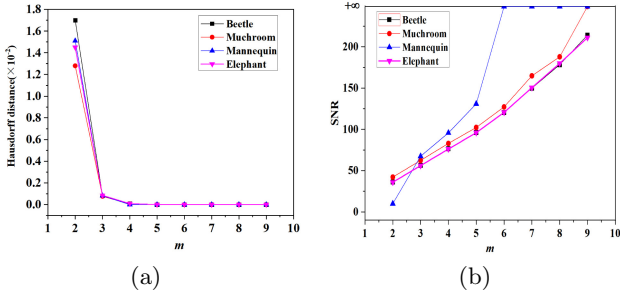 Hausdorff distance(×10⁻²)
1.8
1.6
1.4
1.2
1.0
0.8
0.6
0.4
0.2
0.0
Beetle
Muchroom
Mannequin
Elephant
1 2 3 4 5 6 7 8 9 10
m
(a)
SNR
+∞
200
150
100
50
0
Beetle
Muchroom
Mannequin
Elephant
1 2 3 4 5 6 7 8 9 10
m
(b)